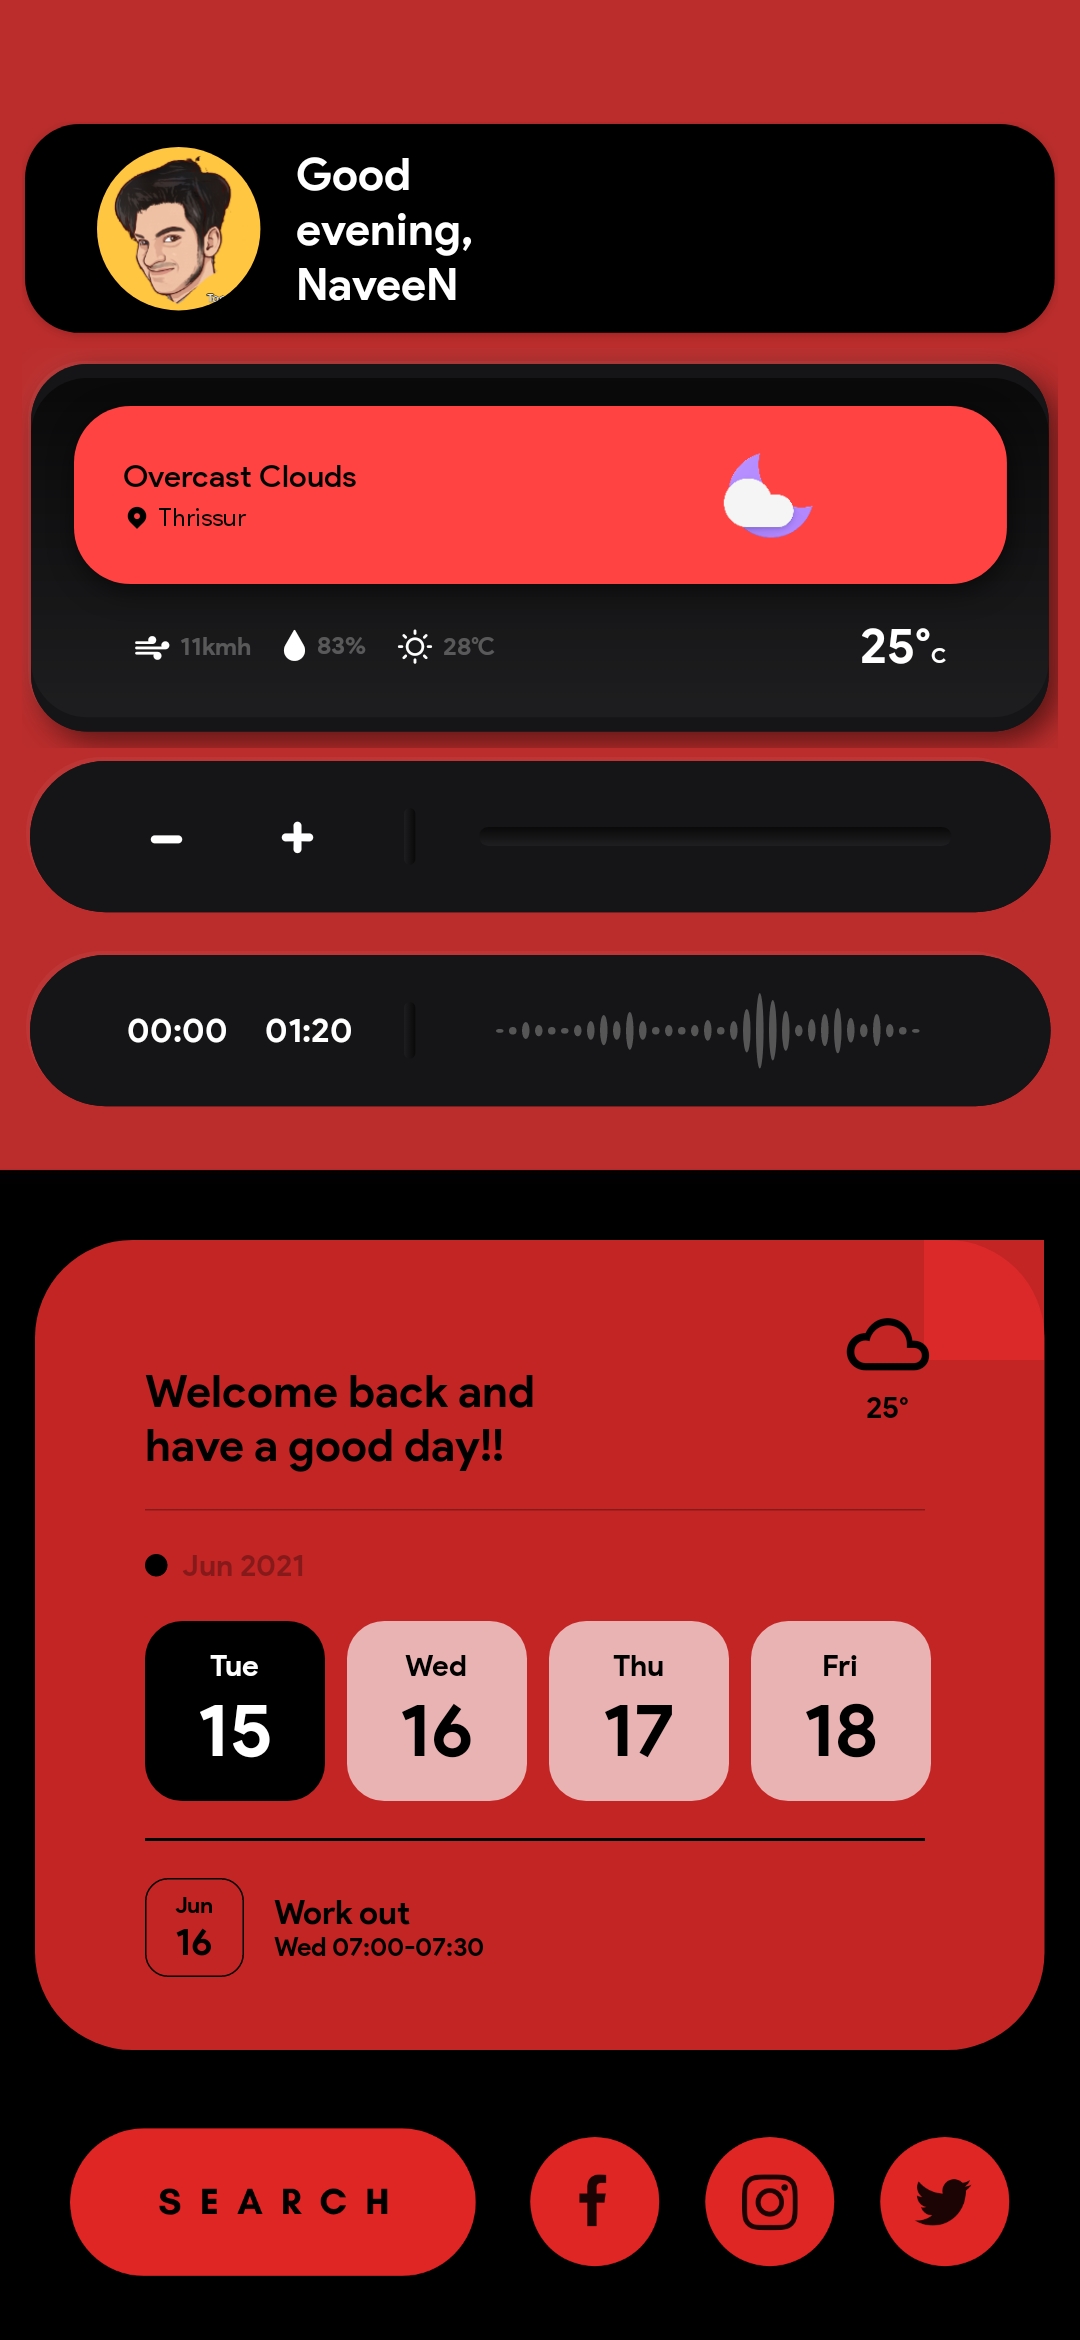 Good
evening,
NaveeN
Overcast Clouds
Thrissur
11kmh 83% 28°C 25°C
00:00 01:20
Welcome back and
have a good day!!
25°
Jun 2021
Tue Wed Thu Fri
15 16 17 18
Jun
16
Work out
Wed 07:00-07:30
SEARCH